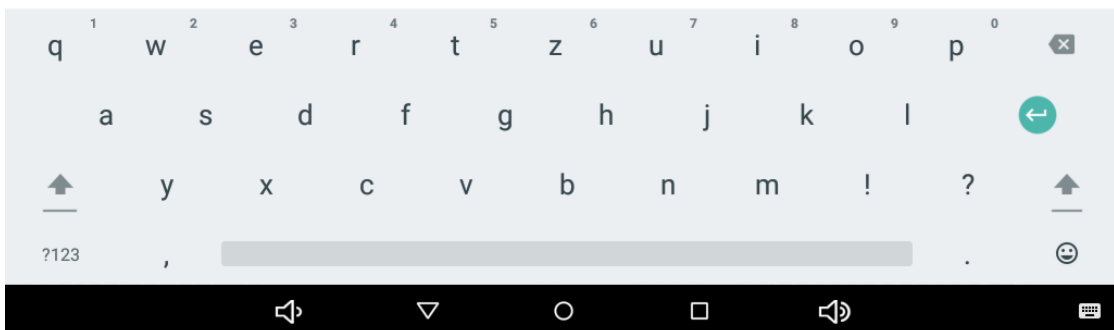 1 2 3 4 5 6 7 8 9 0
q w e r t z u i o p
a s d f g h j k l
y x c v b n m ! ?
?123 , .